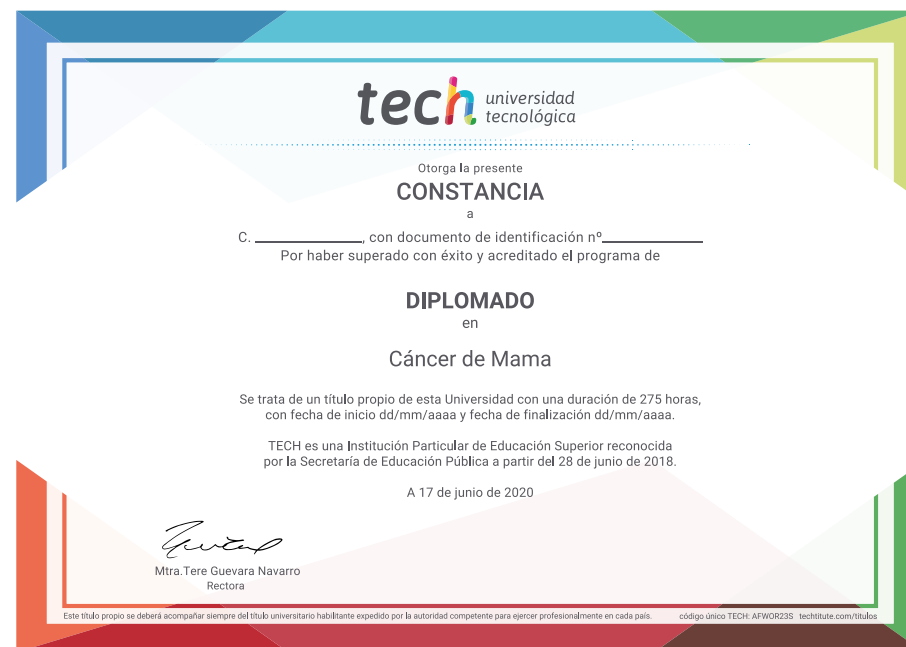 tech universidad
tecnológica
Otorga la presente
CONSTANCIA
a
C. ____________, con documento de identificación nº____________
Por haber superado con éxito y acreditado el programa de
DIPLOMADO
en
Cáncer de Mama
Se trata de un título propio de esta Universidad con una duración de 275 horas,
con fecha de inicio dd/mm/aaaa y fecha de finalización dd/mm/aaaa.
TECH es una Institución Particular de Educación Superior reconocida
por la Secretaría de Educación Pública a partir del 28 de junio de 2018.
A 17 de junio de 2020
Mtra.Tere Guevara Navarro
Rectora
Este título propio se deberá acompañar siempre del título universitario habilitante expedido por la autoridad competente para ejercer profesionalmente en cada país. código único TECH: AFWOR23S techtitute.com/titulos